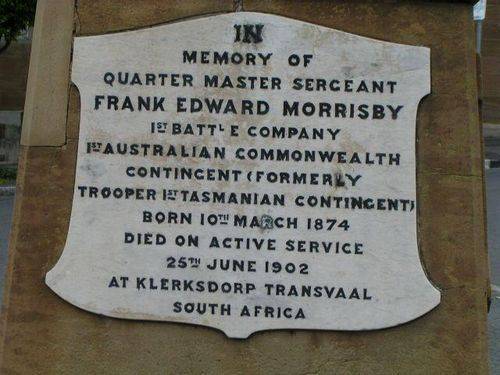 IN
MEMORY OF
QUARTER MASTER SERGEANT
FRANK EDWARD MORRISBY
1ST BATTLE COMPANY
1ST AUSTRALIAN COMMONWEALTH
CONTINGENT (FORMERLY
TROOPER 1ST TASMANIAN CONTINGENT)
BORN 10TH MARCH 1874
DIED ON ACTIVE SERVICE
25TH JUNE 1902
AT KLERKSDORP TRANSVAAL
SOUTH AFRICA